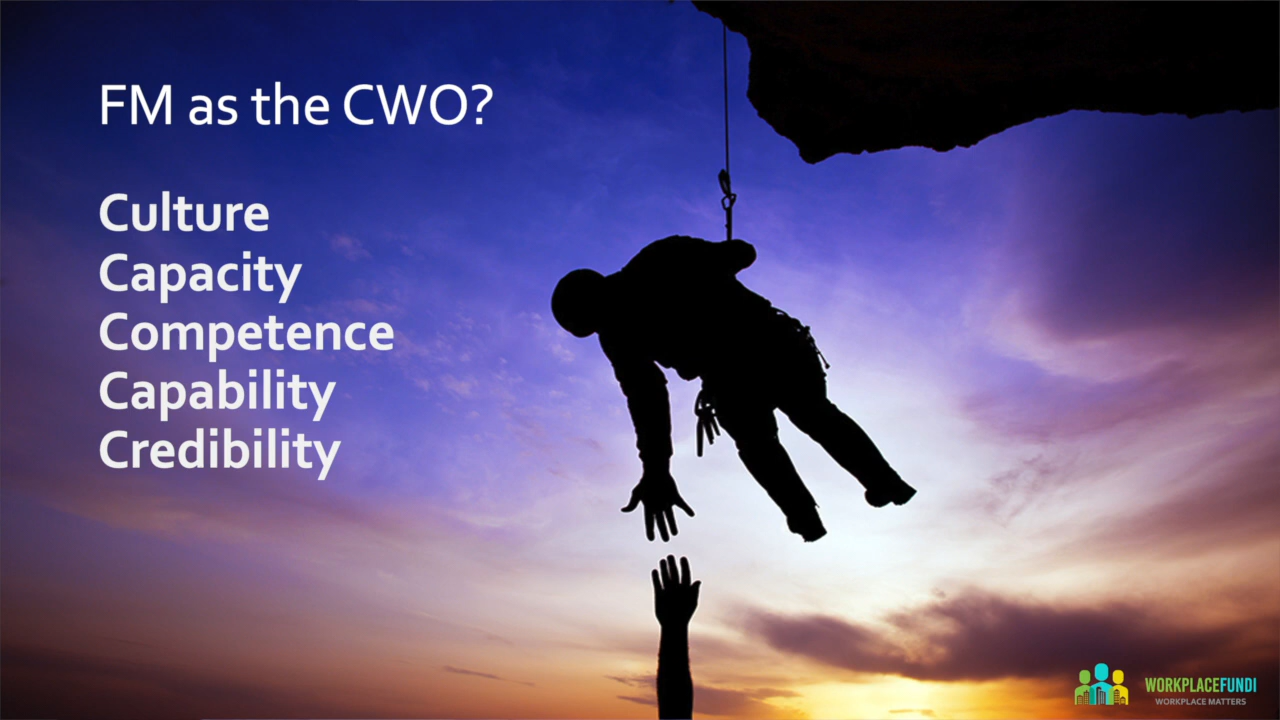 FM as the CWO?
Culture
Capacity
Competence
Capability
Credibility
WORKPLACEFUNDI
WORKPLACE MATTERS